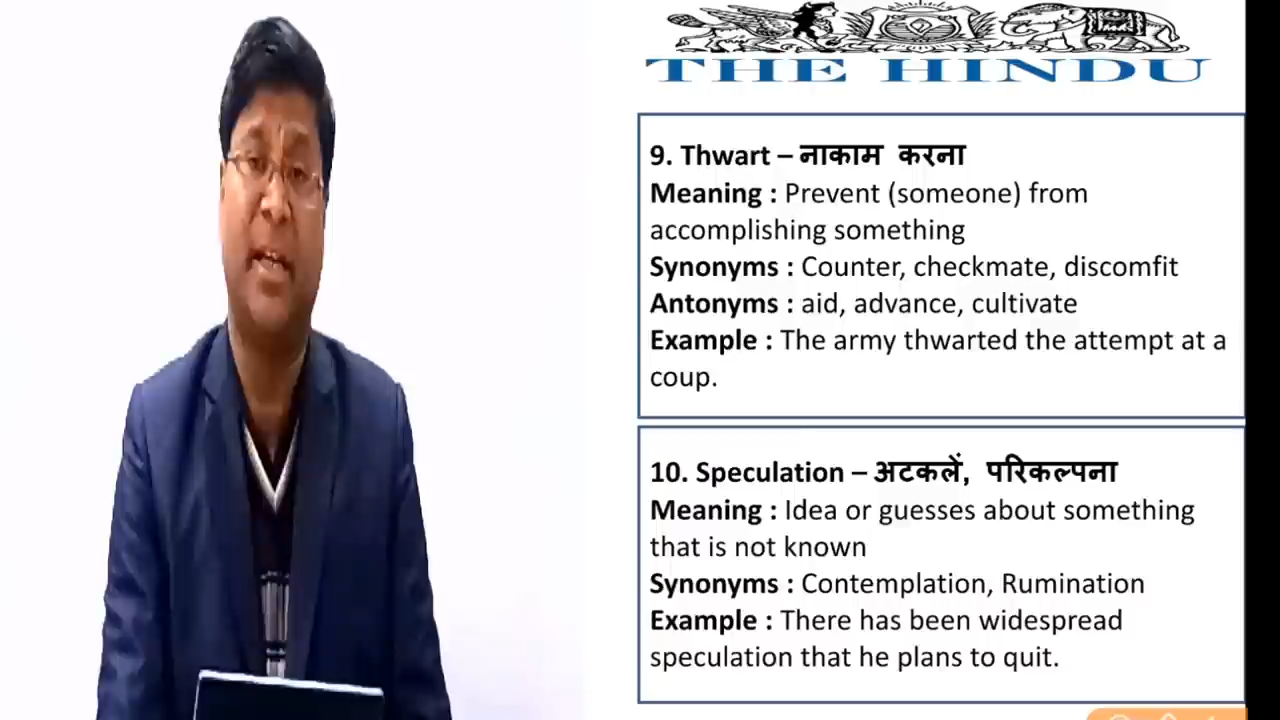 THE HINDU
9. Thwart – नाकाम करना
Meaning : Prevent (someone) from
accomplishing something
Synonyms : Counter, checkmate, discomfit
Antonyms : aid, advance, cultivate
Example : The army thwarted the attempt at a
coup.
10. Speculation – अटकलें, परिकल्पना
Meaning : Idea or guesses about something
that is not known
Synonyms : Contemplation, Rumination
Example : There has been widespread
speculation that he plans to quit.